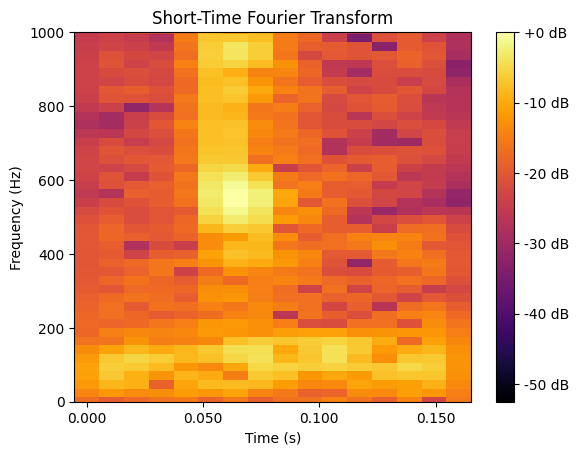 Short-Time Fourier Transform
1000
800
600
400
200
0
Frequency (Hz)
0.000
0.050
0.100
0.150
Time (s)
+0 dB
-10 dB
-20 dB
-30 dB
-40 dB
-50 dB